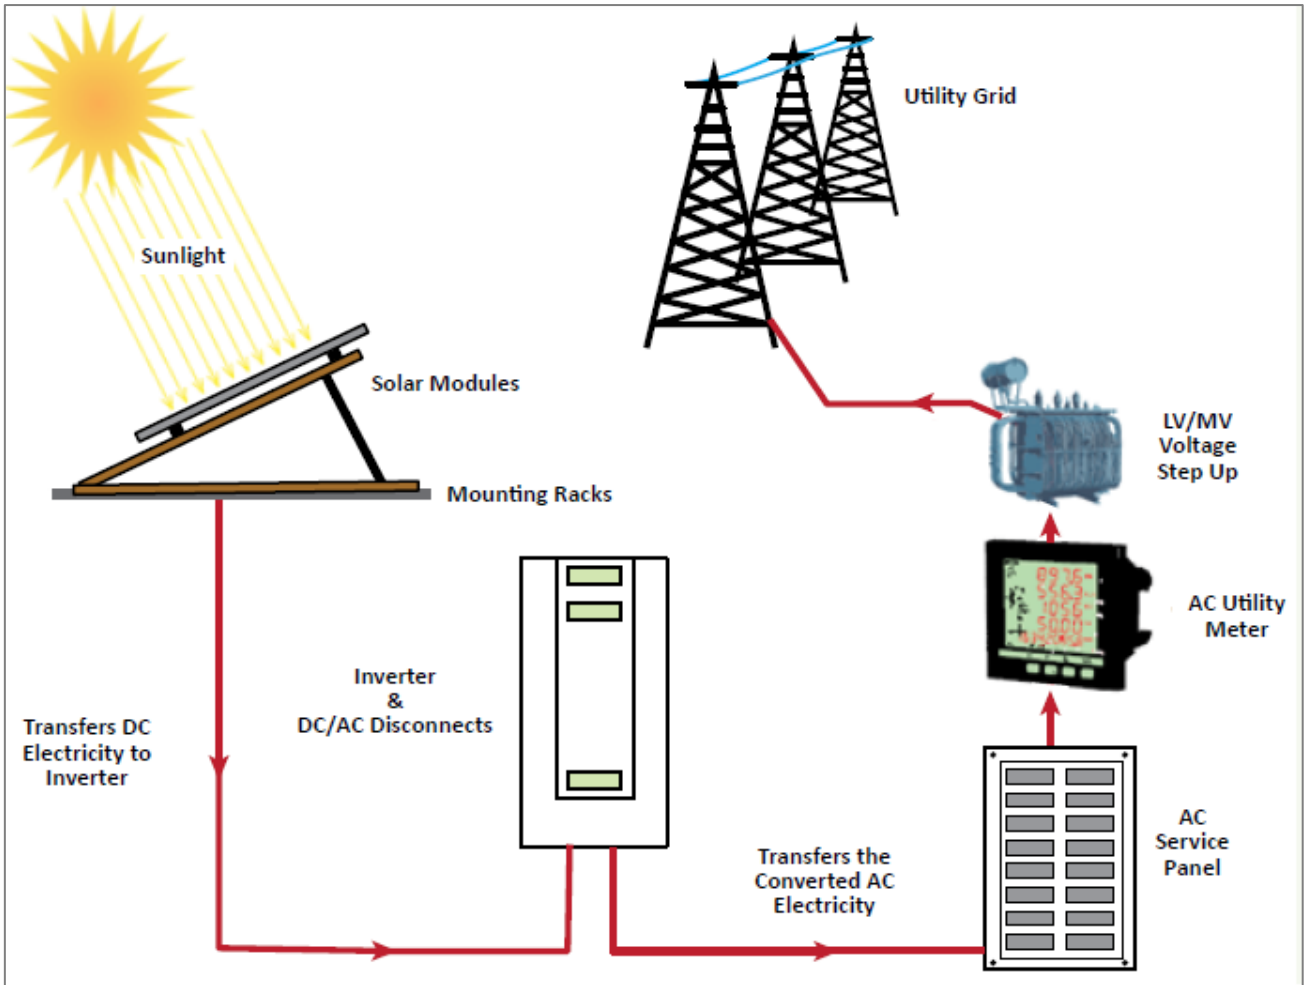 Utility Grid
Sunlight
Solar Modules
LV/MV
Voltage
Step Up
Mounting Racks
AC Utility
Meter
Inverter
&
DC/AC Disconnects
Transfers DC
Electricity to
Inverter
AC
Service
Panel
Transfers the
Converted AC
Electricity